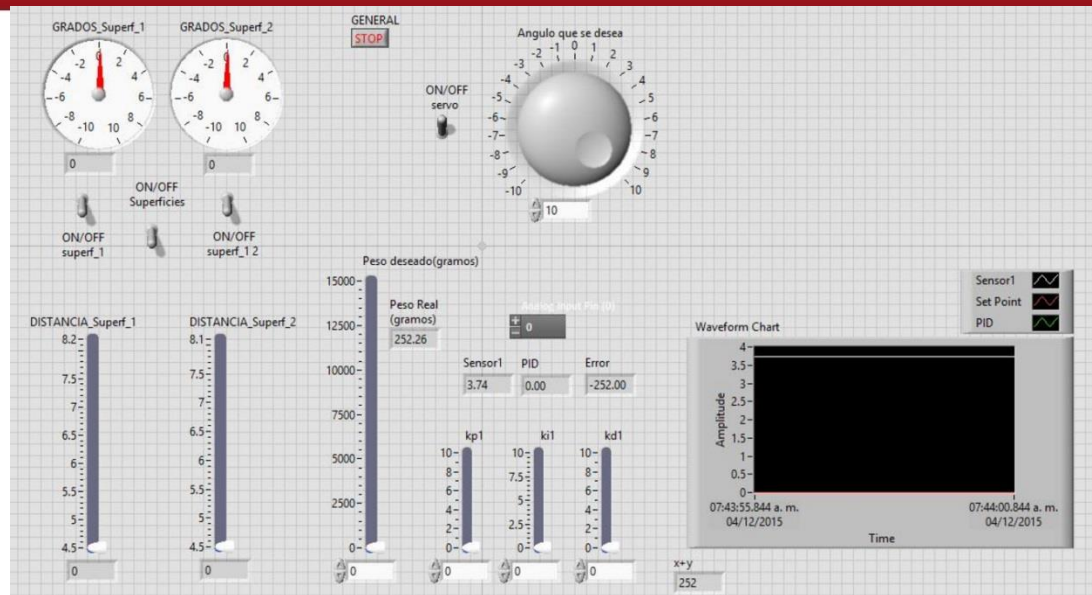 GRADOS_Superf_1
GRADOS_Superf_2
GENERAL
STOP
Angulo que se desea
-10 -8 -6 -4 -2 0 2 4 6 8 10
-10 -8 -6 -4 -2 0 2 4 6 8 10
-10 -9 -8 -7 -6 -5 -4 -3 -2 -1 0 1 2 3 4 5 6 7 8 9 10
ON/OFF
servo
0
0
10
ON/OFF
Superficies
ON/OFF
superf_1
ON/OFF
superf_1 2
DISTANCIA_Superf_1
8.2
7.5
7
6.5
6
5.5
5
4.5
0
DISTANCIA_Superf_2
8.1
7.5
7
6.5
6
5.5
5
4.5
0
Peso deseado(gramos)
15000
12500
10000
7500
5000
2500
0
0
Peso Real
(gramos)
252.26
Analog Input Pin (0)
0
Sensor1 PID Error
3.74 0.00 -252.00
kp1
10
8
6
4
2
0
0
ki1
10
7.5
5
2.5
0
0
kd1
10
8
6
4
2
0
0
x+y
252
Sensor1
Set Point
PID
Waveform Chart
Amplitude
4
3.5
3
2.5
2
1.5
1
0.5
0
07:43:55.844 a. m.
04/12/2015
07:44:00.844 a. m.
04/12/2015
Time